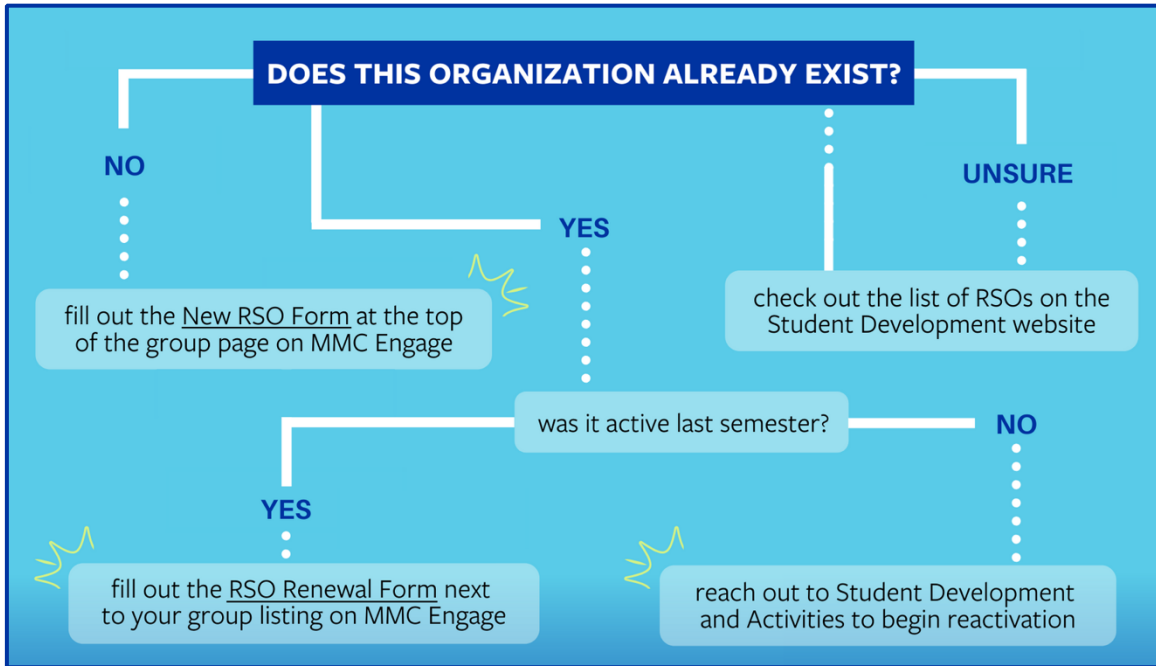 DOES THIS ORGANIZATION ALREADY EXIST?
NO
UNSURE
YES
fill out the New RSO Form at the top
of the group page on MMC Engage
check out the list of RSOs on the
Student Development website
was it active last semester?
NO
YES
fill out the RSO Renewal Form next
to your group listing on MMC Engage
reach out to Student Development
and Activities to begin reactivation